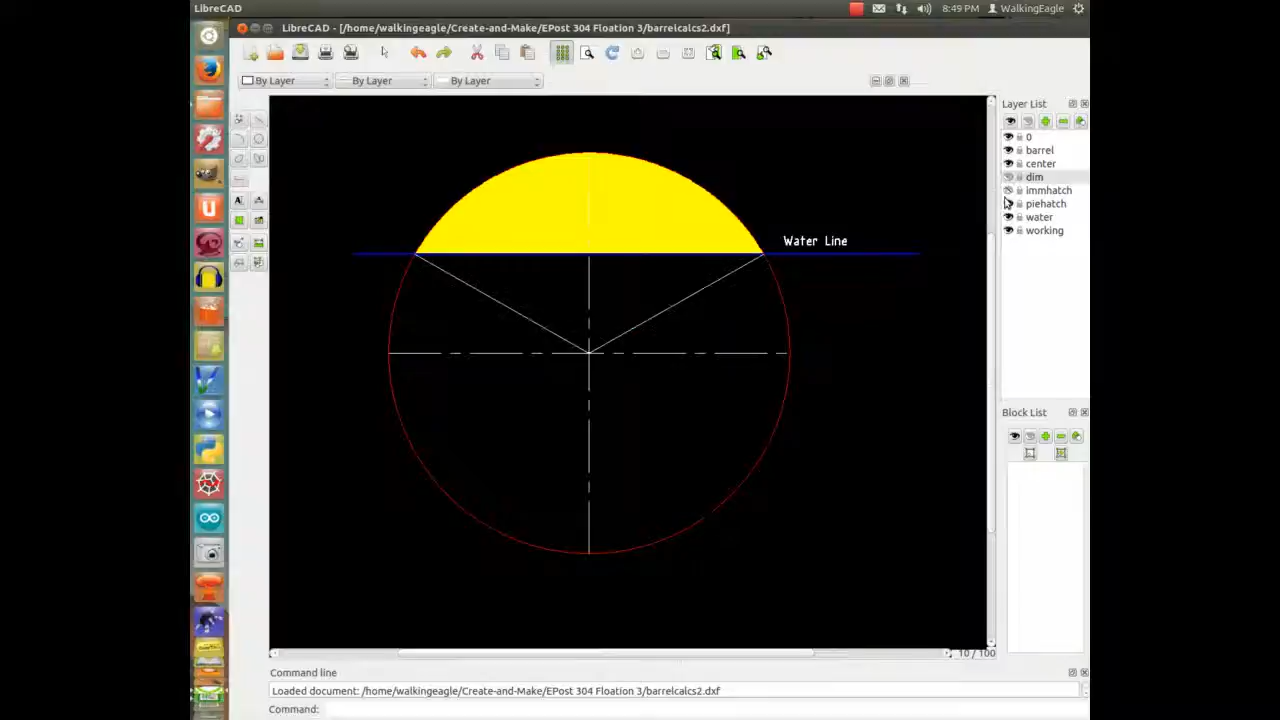 LibreCAD
8:49 PM
WalkingEagle
LibreCAD - [/home/walkingeagle/Create-and-Make/EPost 304 Floation 3/barrelcalcs2.dxf]
By Layer
By Layer
By Layer
Layer List
0
barrel
center
dim
immhatch
piehatch
water
working
Water Line
Block List
10 / 100
Command line
Loaded document: /home/walkingeagle/Create-and-Make/EPost 304 Floation 3/barrelcalcs2.dxf
Command: